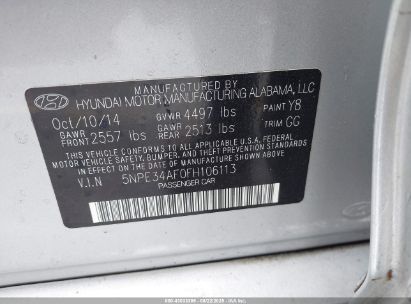 MANUFACTURED BY
HYUNDAI MOTOR MANUFACTURING ALABAMA, LLC
Oct/10/14 GVWR 4497 lbs PAINT Y8
GAWR FRONT 2557 lbs GAWR REAR 2513 lbs TRIM GG
THIS VEHICLE CONFORMS TO ALL APPLICABLE U.S.A. FEDERAL
MOTOR VEHICLE SAFETY, BUMPER, AND THEFT PREVENTION STANDARDS
IN EFFECT ON THE DATE OF MANUFACTURE SHOWN ABOVE.
V.I.N 5NPE34AF0FH106113
PASSENGER CAR